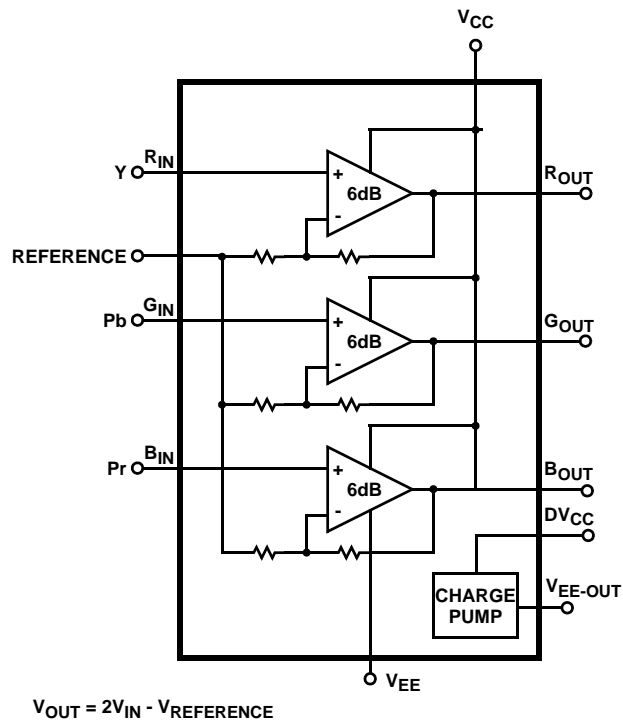 VCC
RIN
Y
+
6dB
-
ROUT
REFERENCE
GIN
Pb
+
6dB
-
GOUT
BIN
Pr
+
6dB
-
BOUT
DVCC
CHARGE
PUMP
VEE-OUT
VEE
VOUT = 2VIN - VREFERENCE